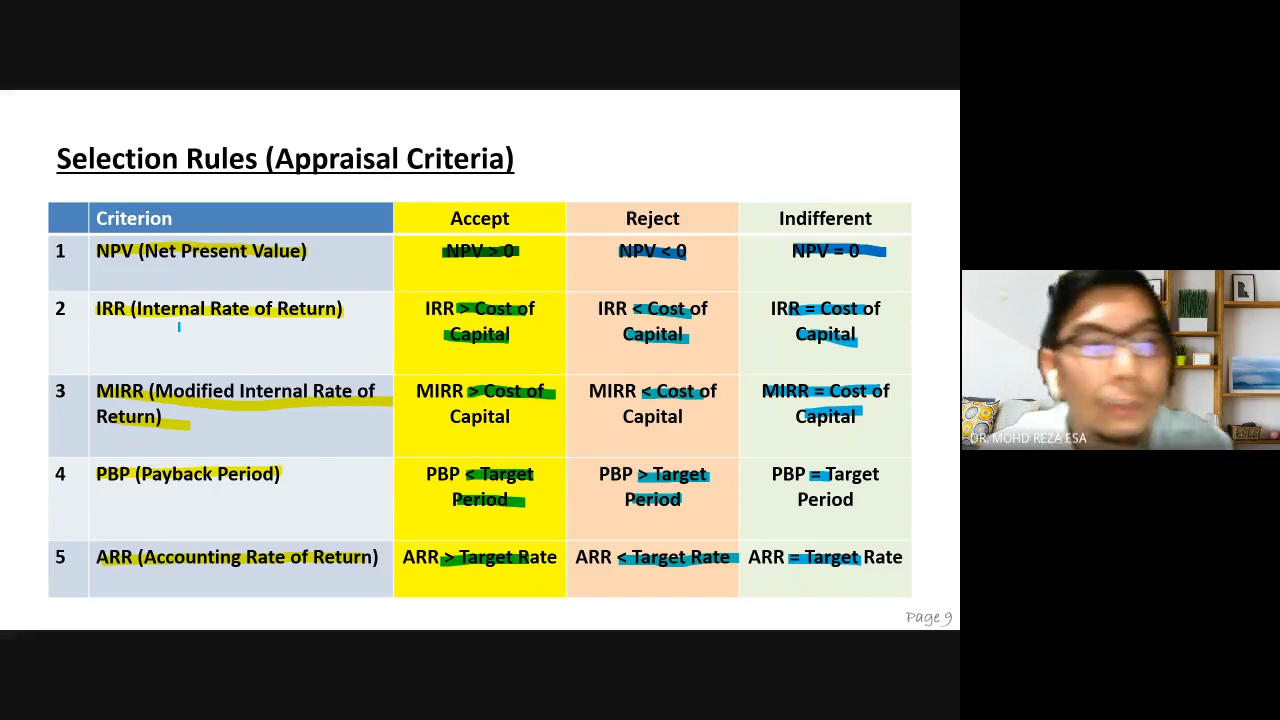 Selection Rules (Appraisal Criteria)
Criterion Accept Reject Indifferent
1 NPV (Net Present Value) NPV > 0 NPV < 0 NPV = 0
2 IRR (Internal Rate of Return) IRR > Cost of IRR < Cost of IRR = Cost of
Capital Capital Capital
3 MIRR (Modified Internal Rate of MIRR > Cost of MIRR < Cost of MIRR = Cost of
Return) Capital Capital Capital
4 PBP (Payback Period) PBP < Target PBP > Target PBP = Target
Period Period Period
5 ARR (Accounting Rate of Return) ARR > Target Rate ARR < Target Rate ARR = Target Rate
Page 9
DR. MOHD REZA ESA